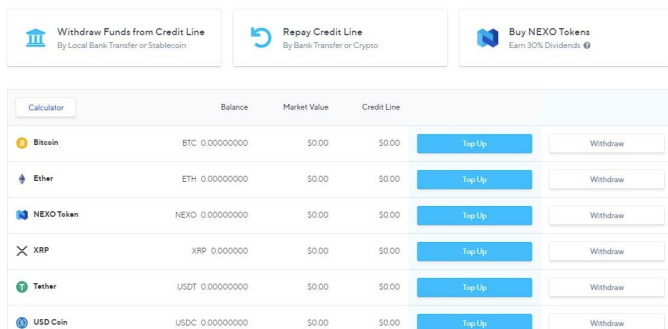 Withdraw Funds from Credit Line
By Local Bank Transfer or Stablecoin
Repay Credit Line
By Bank Transfer or Crypto
Buy NEXO Tokens
Earn 30% Dividends
Calculator Balance Market Value Credit Line
Bitcoin BTC 0.00000000 $0.00 $0.00 Top Up Withdraw
Ether ETH 0.00000000 $0.00 $0.00 Top Up Withdraw
NEXO Token NEXO 0.00000000 $0.00 $0.00 Top Up Withdraw
XRP XRP 0.000000 $0.00 $0.00 Top Up Withdraw
Tether USDT 0.00000000 $0.00 $0.00 Top Up Withdraw
USD Coin USDC 0.00000000 $0.00 $0.00 Top Up Withdraw